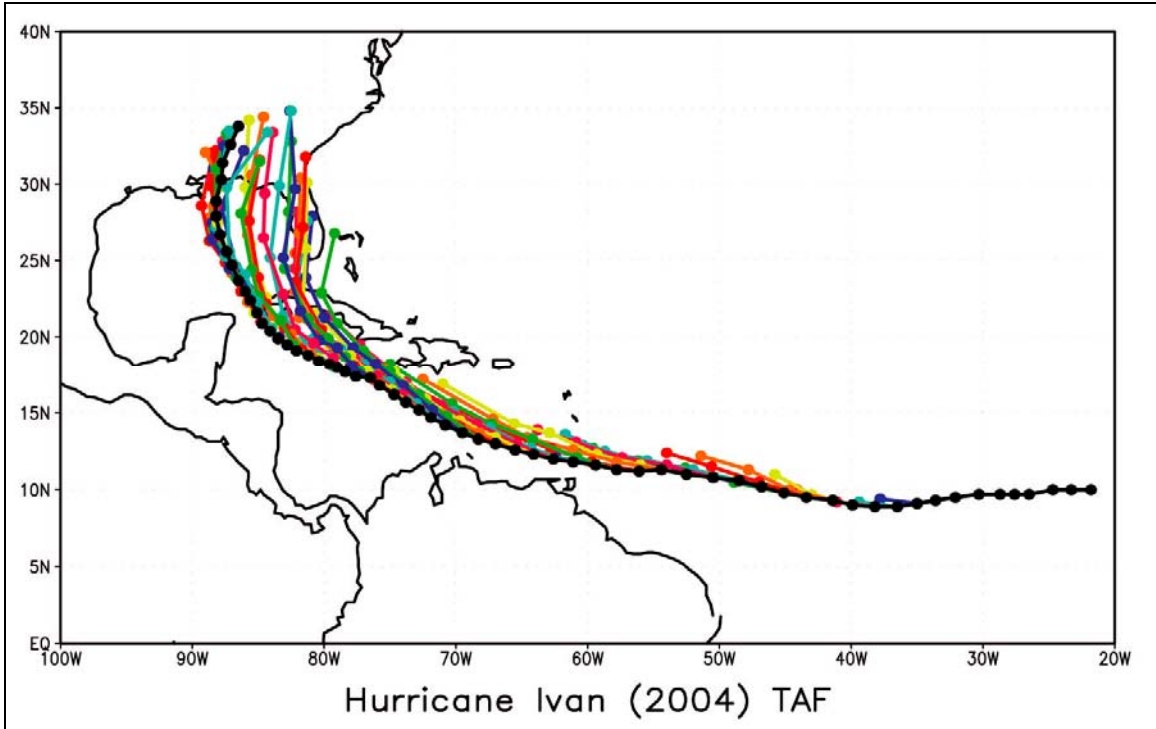 40N
35N
30N
25N
20N
15N
10N
5N
EQ
100W 90W 80W 70W 60W 50W 40W 30W 20W
Hurricane Ivan (2004) TAF